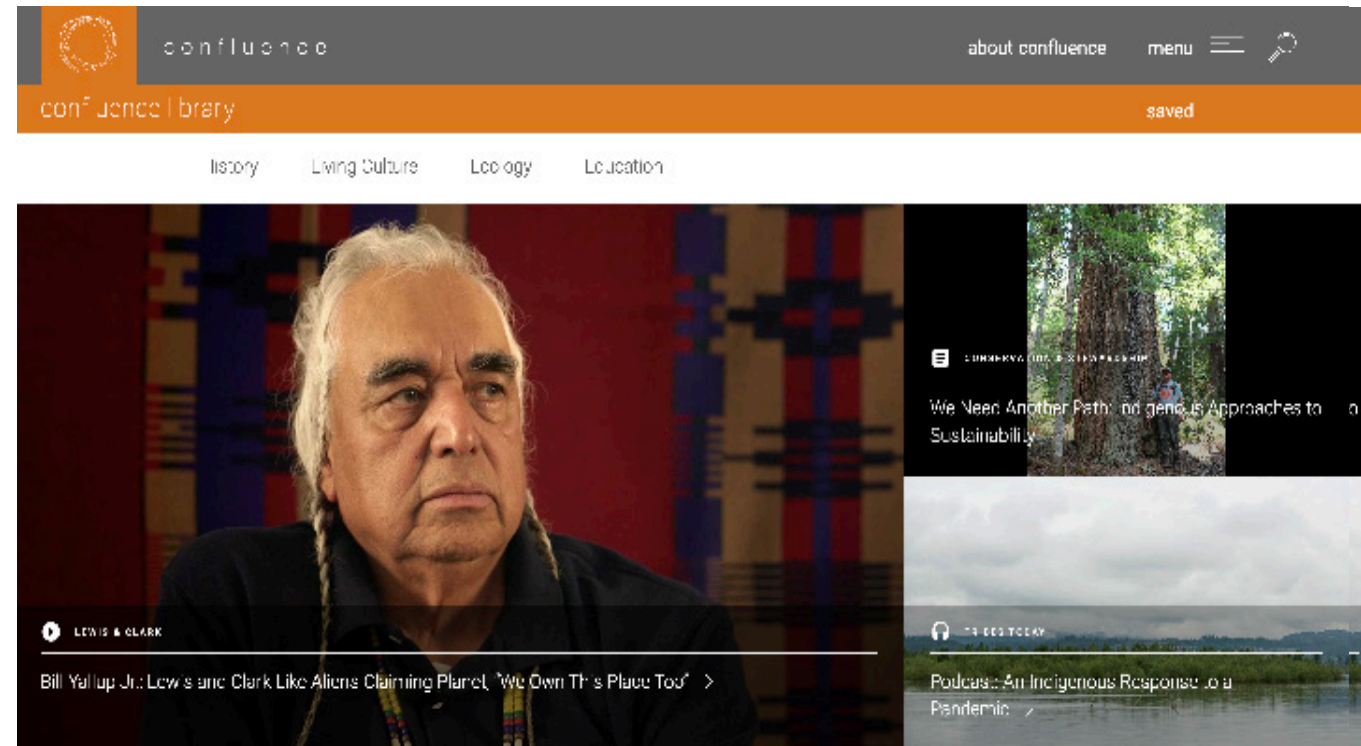 confluence
about confluence
menu
confluence library
saved
History
Living Culture
Ecology
Education
CONSERVATION & STEWARDSHIP
We Need Another Path: Indigenous Approaches to
Sustainability
LEWIS & CLARK
Bill Yallup Jr.: Lewis and Clark Like Aliens Claiming Planet, "We Own This Place Too"
TRIBES TODAY
Podcast: An Indigenous Response to a
Pandemic